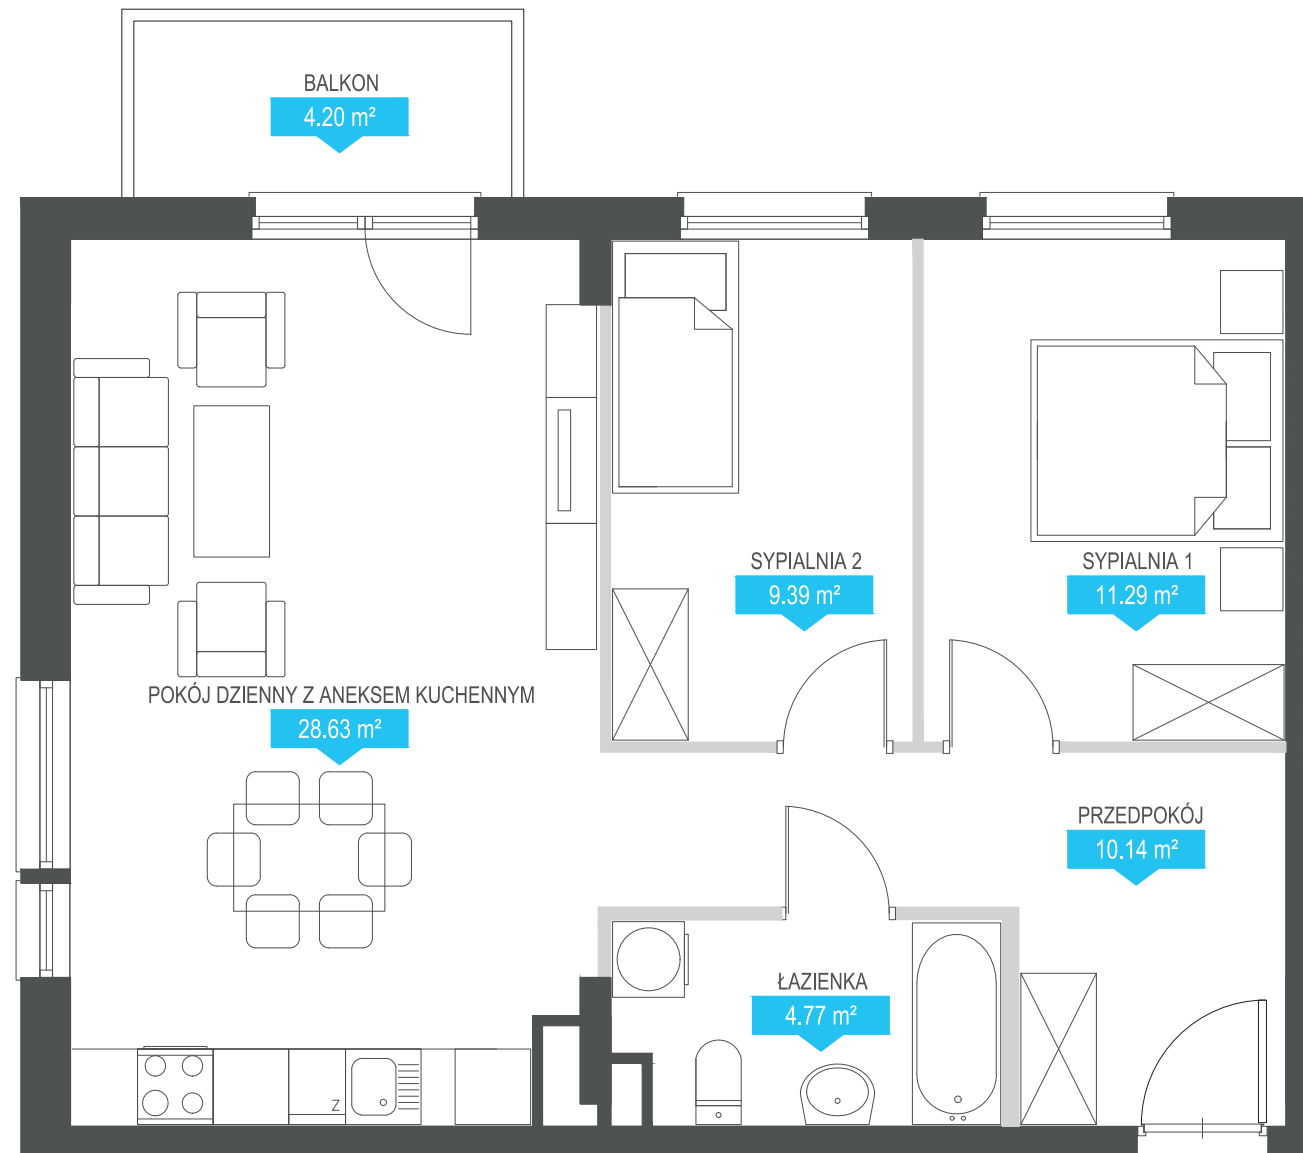 BALKON
4.20 m²
SYPIALNIA 2
9.39 m²
SYPIALNIA 1
11.29 m²
POKÓJ DZIENNY Z ANEKSEM KUCHENNYM
28.63 m²
PRZEDPOKÓJ
10.14 m²
ŁAZIENKA
4.77 m²
Z